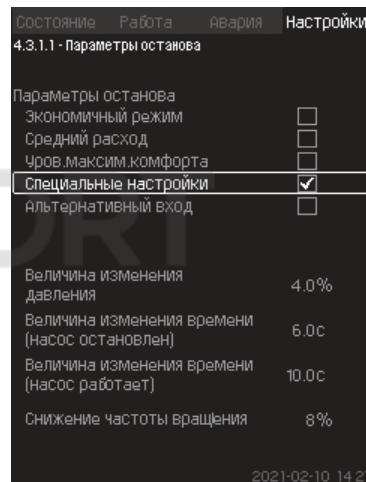 Состояние Работа Авария Настройки
4.3.1.1 - Параметры останова
Параметры останова
Экономичный режим
Средний расход
Уров.максим.комфорта
Специальные настройки
Альтернативный вход
Величина изменения
давления 4.0%
Величина изменения времени
(насос остановлен) 6.0с
Величина изменения времени
(насос работает) 10.0с
Снижение частоты вращения 8%
2021-02-10 14:2